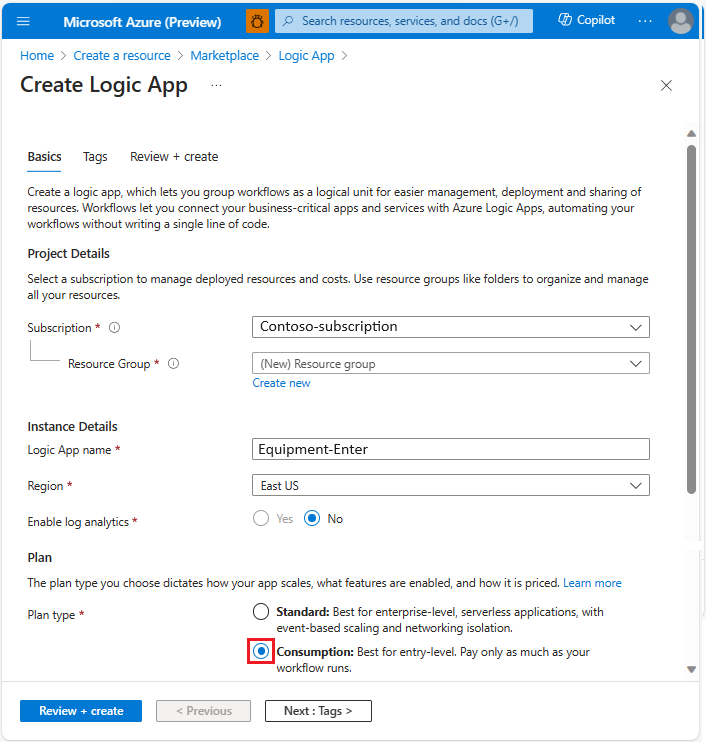 Microsoft Azure (Preview)
Search resources, services, and docs (G+/)
Copilot
...
Home > Create a resource > Marketplace > Logic App >
Create Logic App ...
Basics Tags Review + create
Create a logic app, which lets you group workflows as a logical unit for easier management, deployment and sharing of
resources. Workflows let you connect your business-critical apps and services with Azure Logic Apps, automating your
workflows without writing a single line of code.
Project Details
Select a subscription to manage deployed resources and costs. Use resource groups like folders to organize and manage
all your resources.
Subscription *
Contoso-subscription
Resource Group *
(New) Resource group
Create new
Instance Details
Logic App name *
Equipment-Enter
Region *
East US
Enable log analytics *
Yes No
Plan
The plan type you choose dictates how your app scales, what features are enabled, and how it is priced. Learn more
Plan type *
Standard: Best for enterprise-level, serverless applications, with
event-based scaling and networking isolation.
Consumption: Best for entry-level. Pay only as much as your
workflow runs.
Review + create
< Previous
Next : Tags >